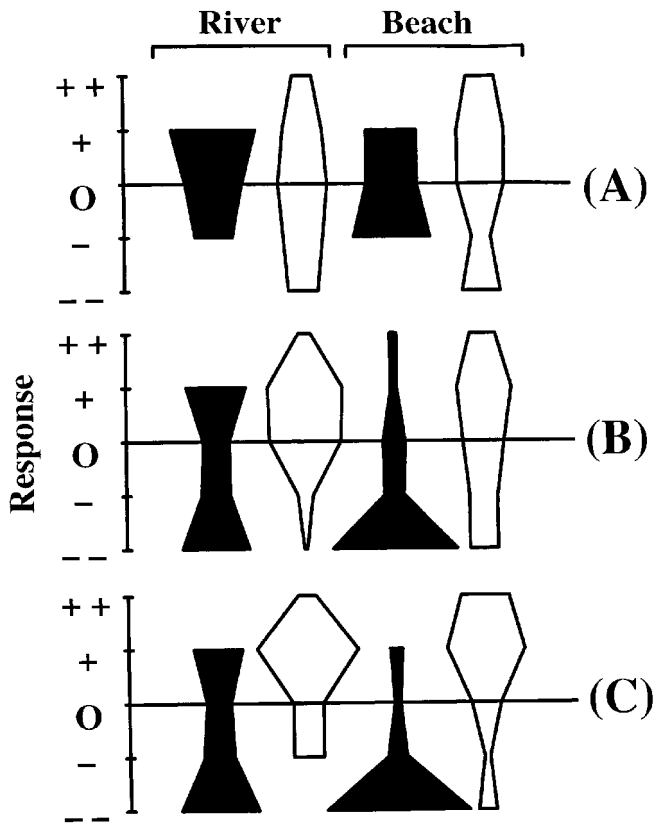 River Beach
+ +
+
O
−
− −
(A)
Response
+ +
+
O
−
− −
(B)
+ +
+
O
−
− −
(C)